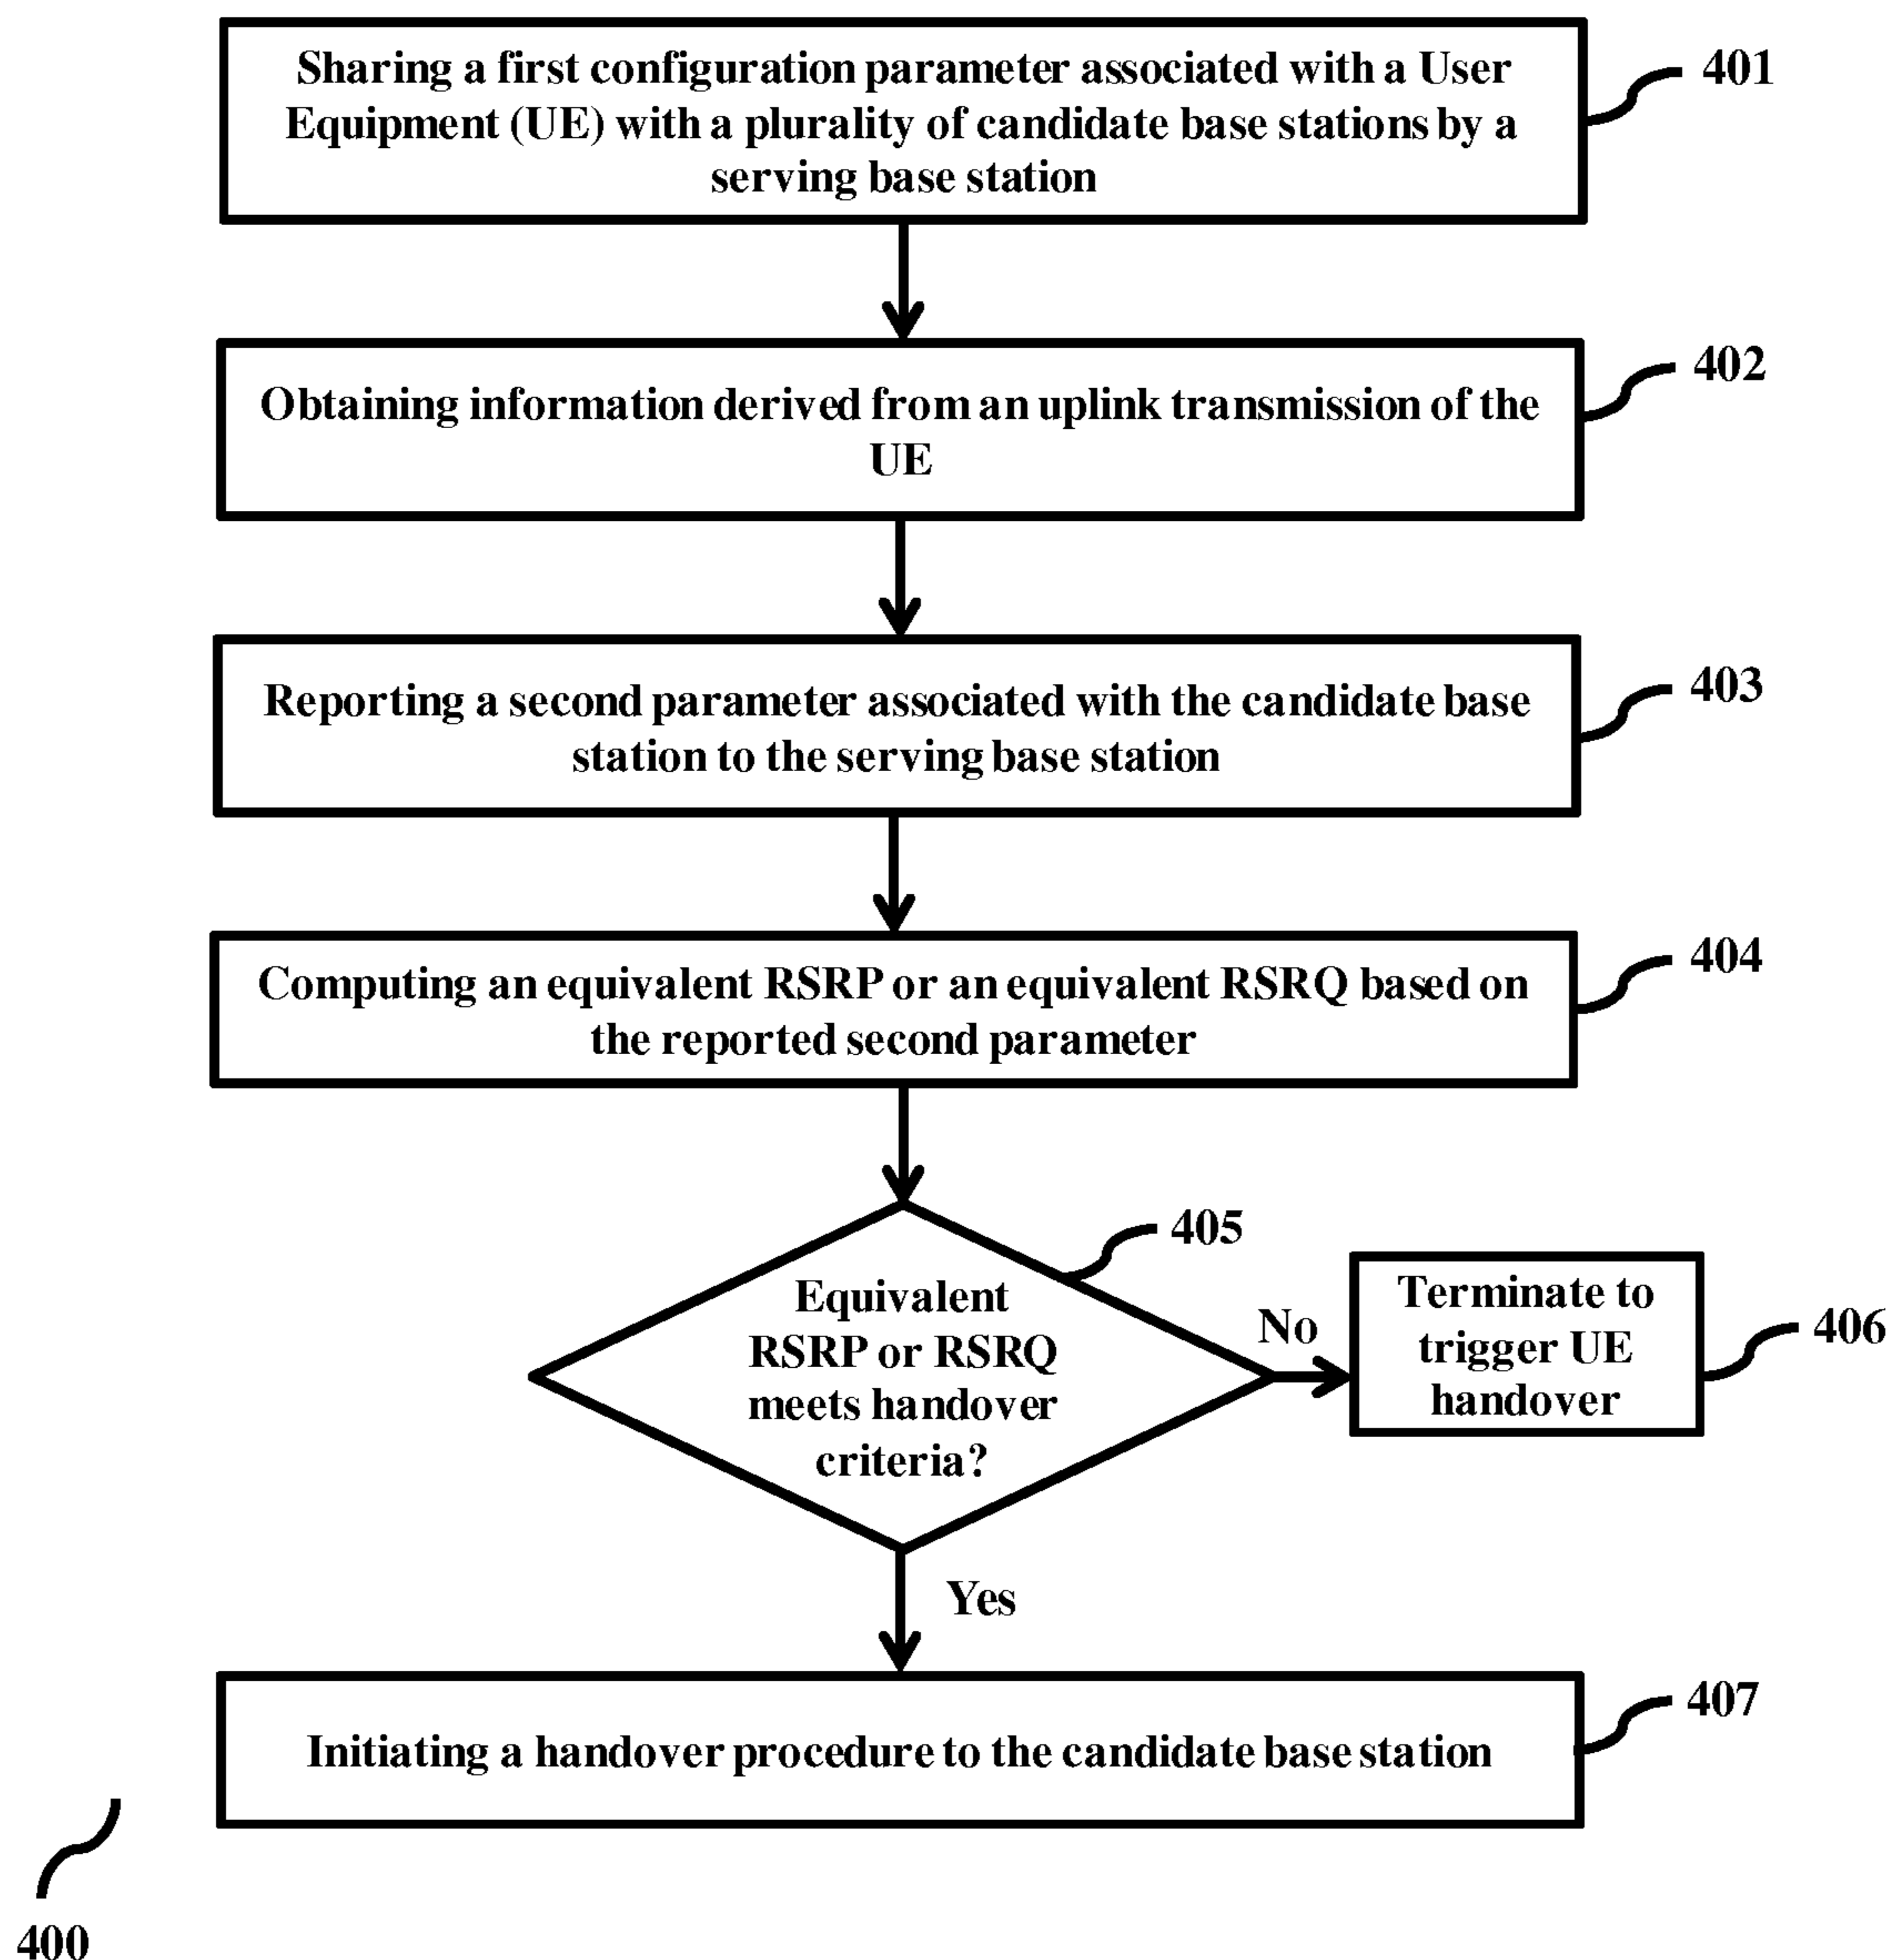 Sharing a first configuration parameter associated with a User
Equipment (UE) with a plurality of candidate base stations by a
serving base station
401
Obtaining information derived from an uplink transmission of the
UE
402
Reporting a second parameter associated with the candidate base
station to the serving base station
403
Computing an equivalent RSRP or an equivalent RSRQ based on
the reported second parameter
404
Equivalent
RSRP or RSRQ
meets handover
criteria?
405
No
Terminate to
trigger UE
handover
406
Yes
Initiating a handover procedure to the candidate base station
407
400